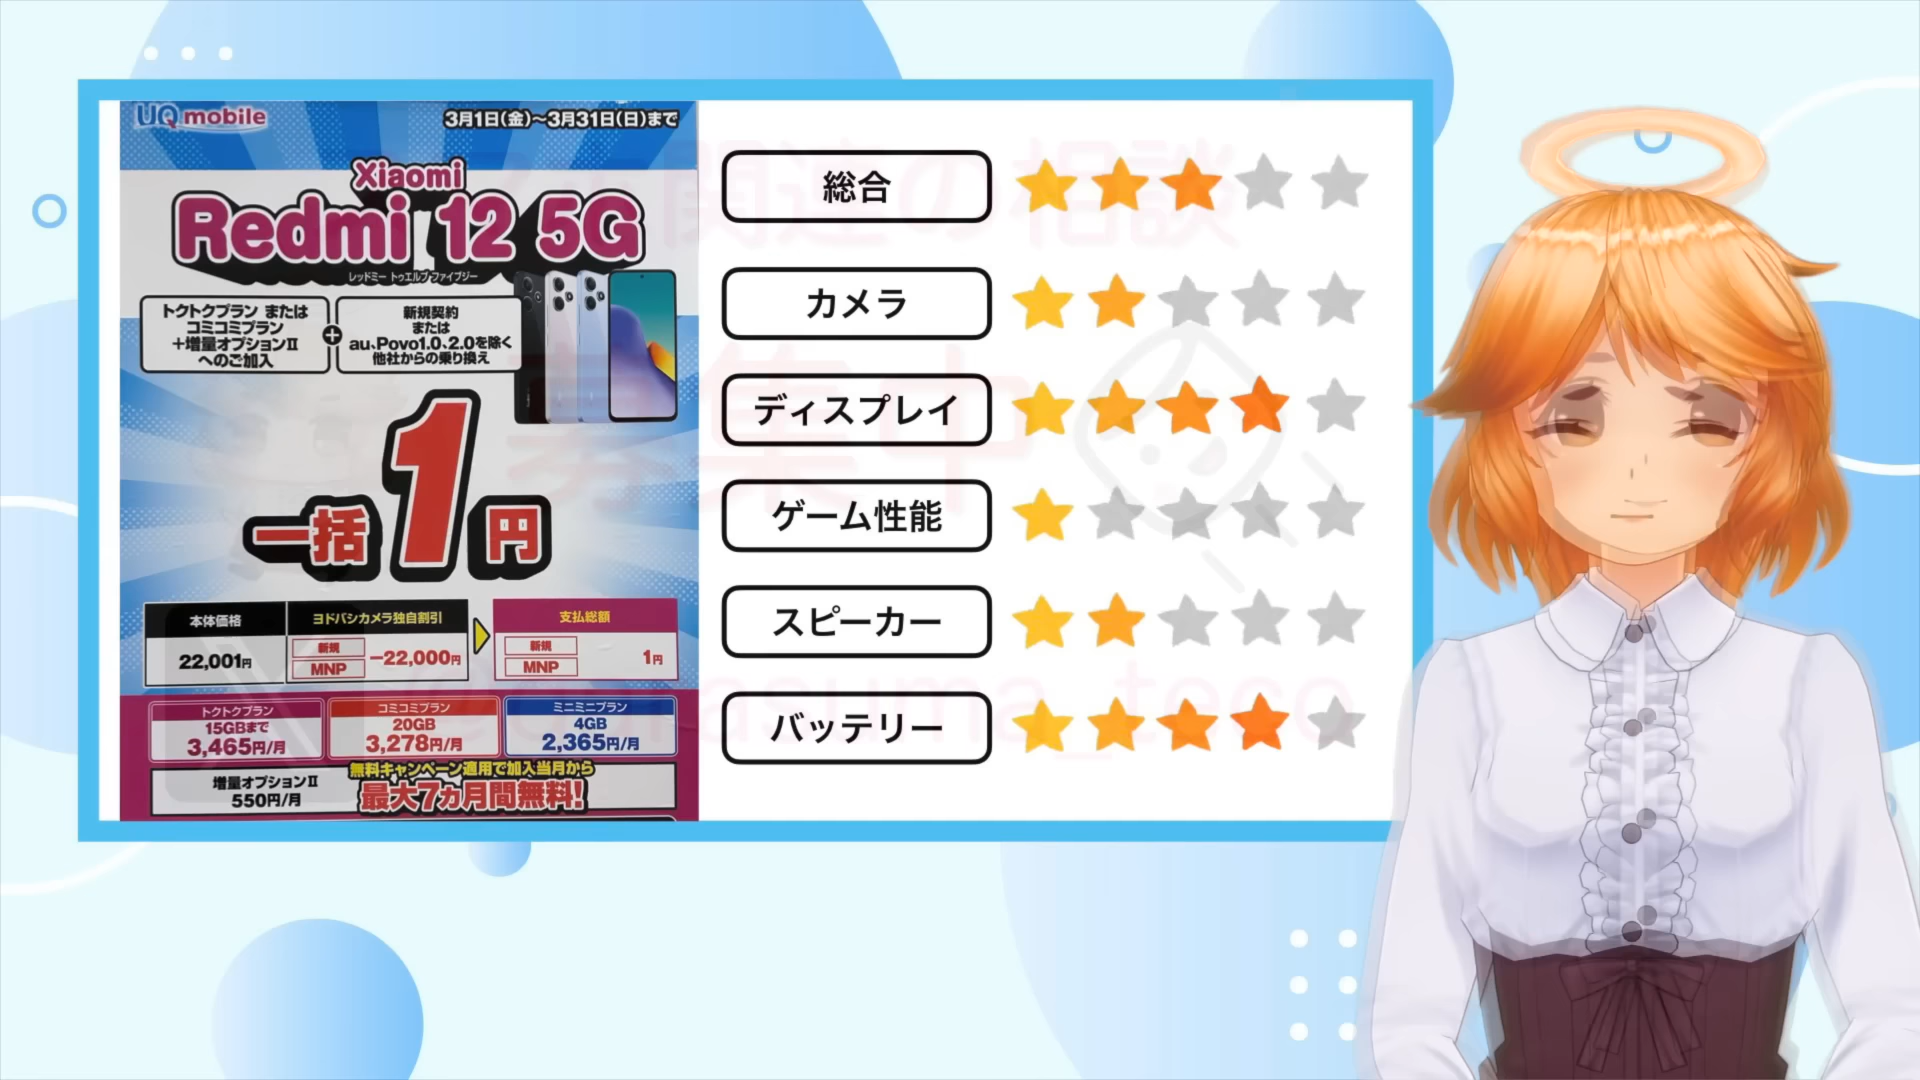 UQ mobile
3月1日(金)~3月31日(日)まで
Xiaomi
Redmi 12 5G
レッドミー トゥエルブ ファイブジー
トクトクプラン または
コミコミプラン
+増量オプションⅡ
へのご加入
+
新規契約
または
au、Povo1.0、2.0を除く
他社からの乗り換え
一括1円
本体価格
ヨドバシカメラ独自割引
支払総額
22,001円
新規
MNP
-22,000円
新規
MNP
1円
トクトクプラン
15GBまで
3,465円/月
コミコミプラン
20GB
3,278円/月
ミニミニプラン
4GB
2,365円/月
増量オプションⅡ
550円/月
無料キャンペーン適用で加入当月から
最大7カ月間無料!
総合
カメラ
ディスプレイ
ゲーム性能
スピーカー
バッテリー
関連の相談
募集中